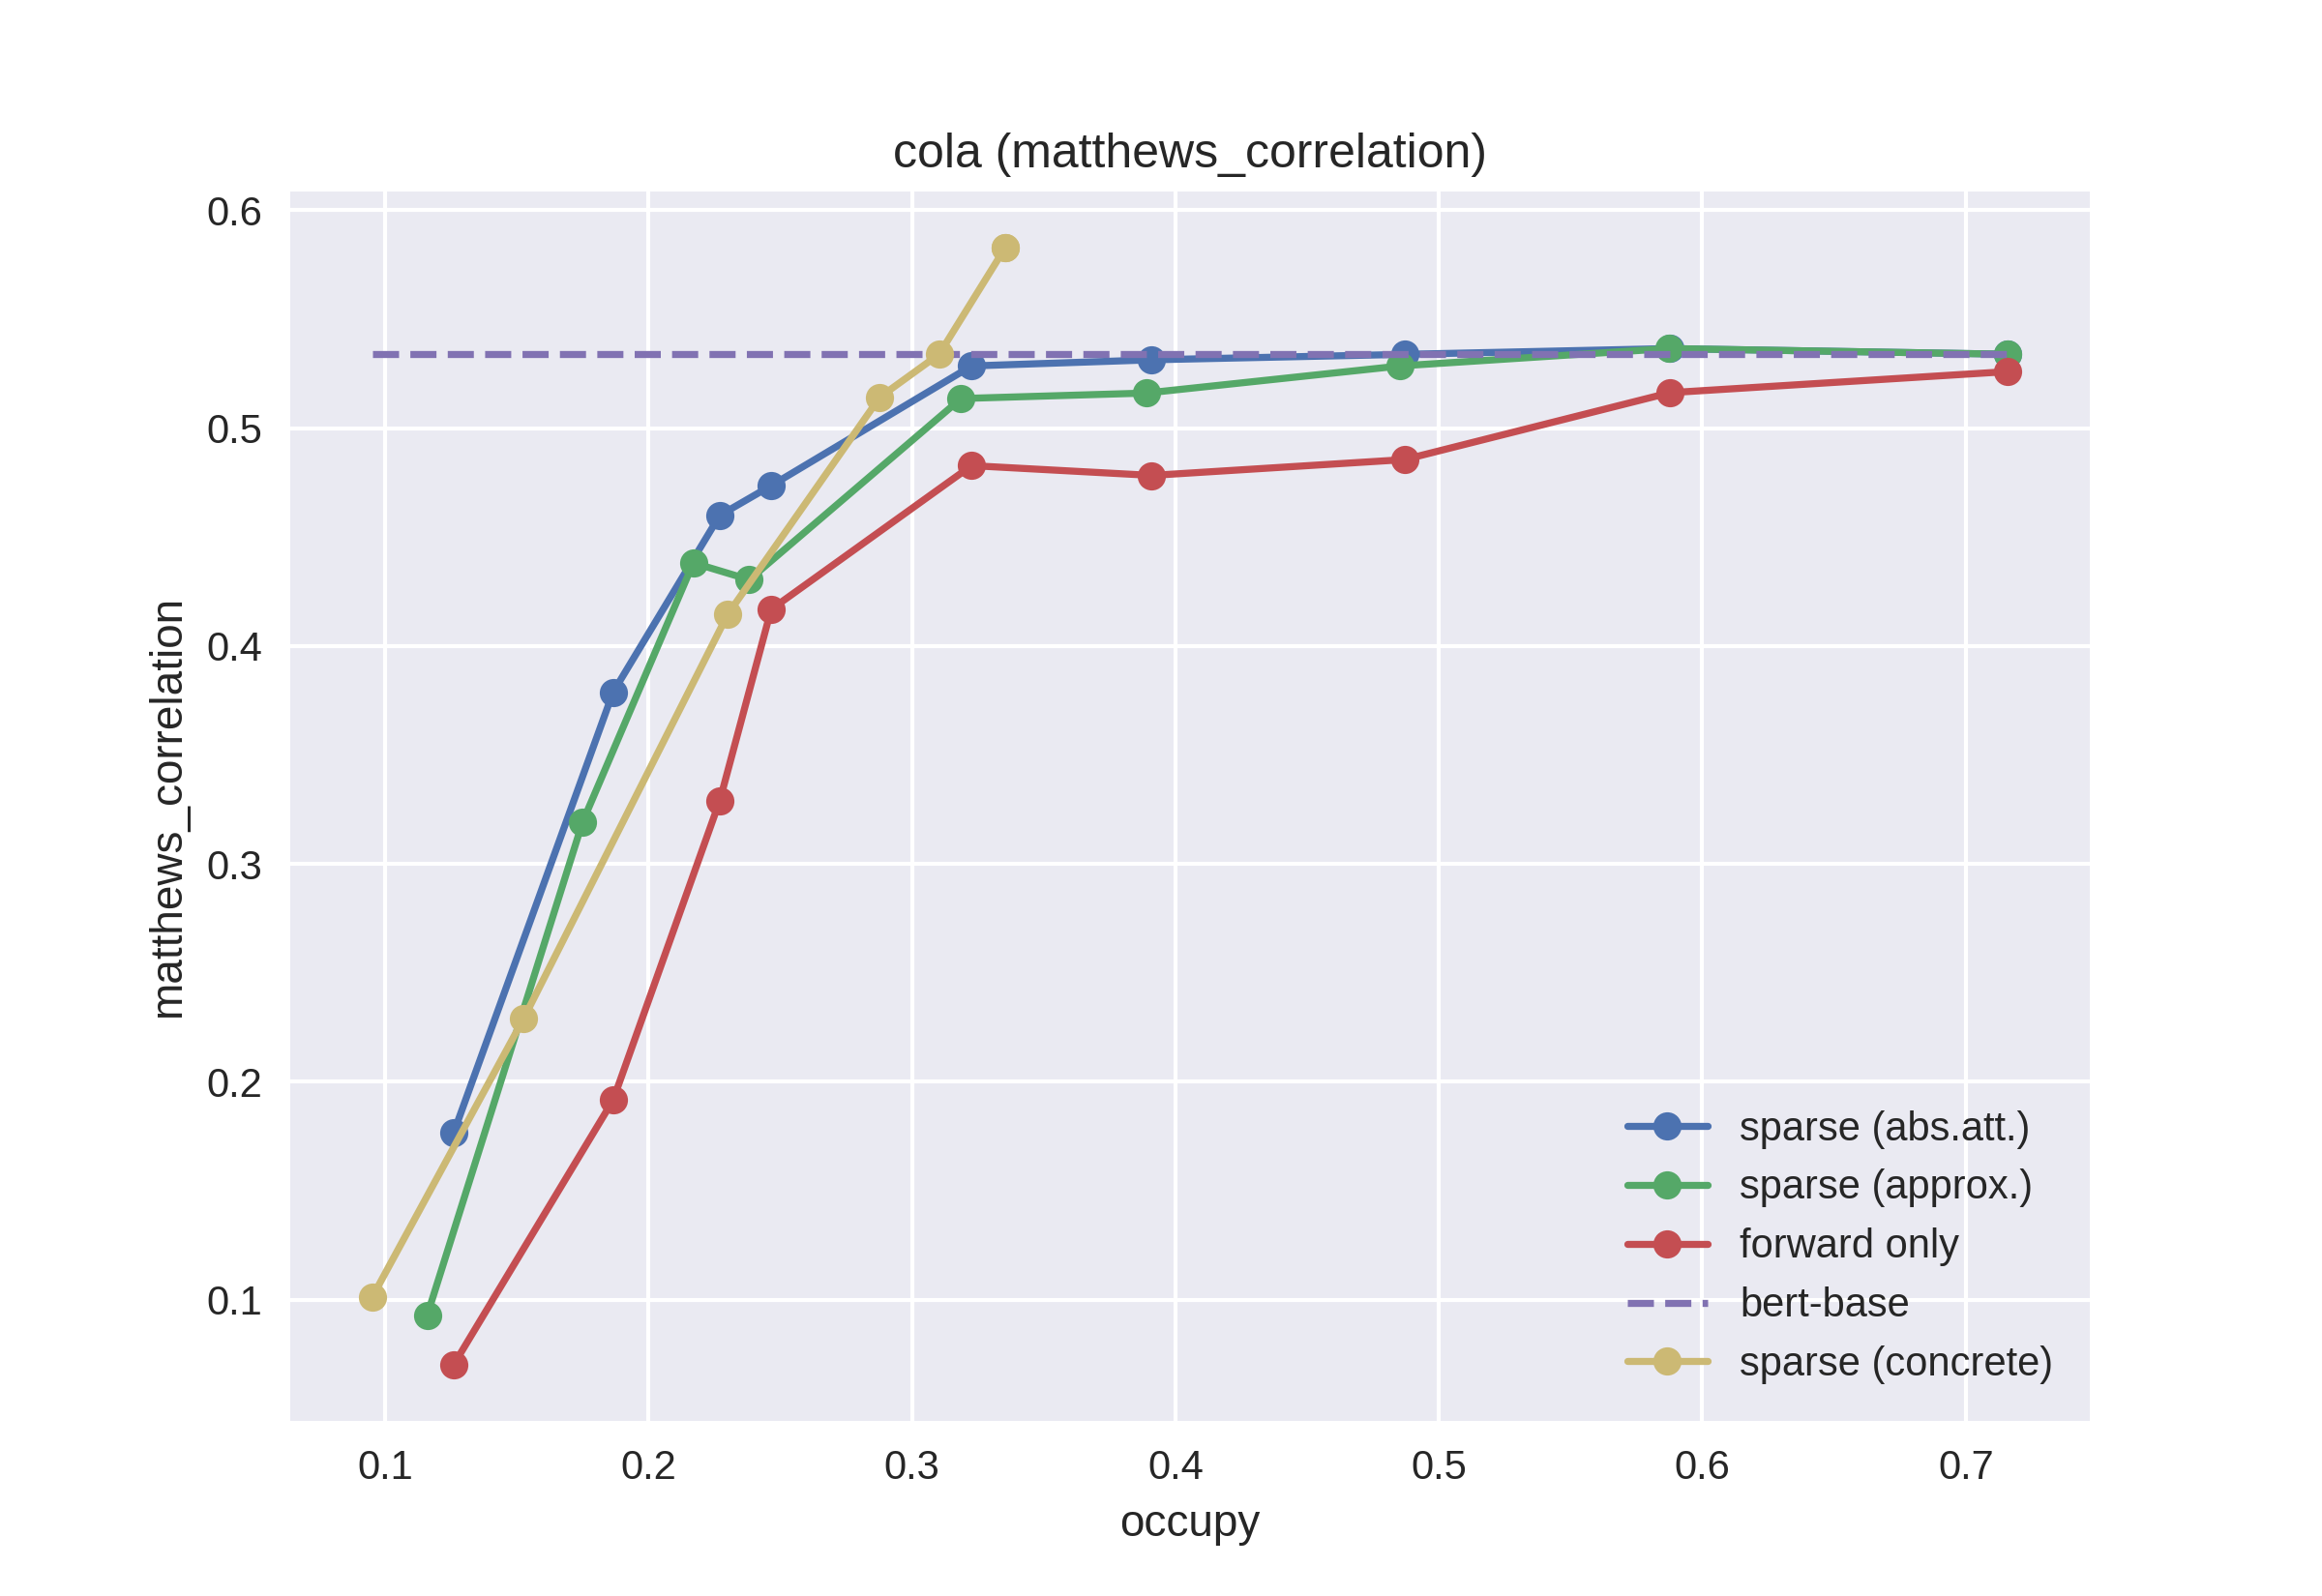 cola (matthews_correlation)
matthews_correlation
0.6
0.5
0.4
0.3
0.2
0.1
sparse (abs.att.)
sparse (approx.)
forward only
bert-base
sparse (concrete)
0.1 0.2 0.3 0.4 0.5 0.6 0.7
occupy